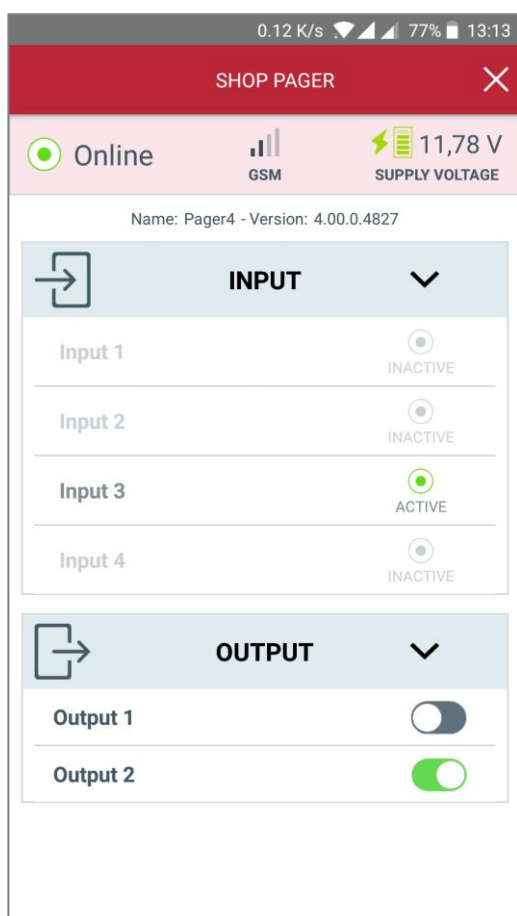 0.12 K/s 77% 13:13
SHOP PAGER
Online
GSM
11,78 V
SUPPLY VOLTAGE
Name: Pager4 - Version: 4.00.0.4827
INPUT
Input 1
INACTIVE
Input 2
INACTIVE
Input 3
ACTIVE
Input 4
INACTIVE
OUTPUT
Output 1
Output 2